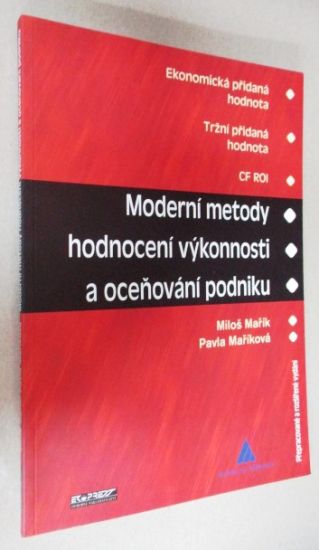 Ekonomická přidaná
hodnota
Tržní přidaná
hodnota
CF ROI
Moderní metody
hodnocení výkonnosti
a oceňování podniku
Miloš Mařík
Pavla Maříková
Přepracované a rozšířené vydání
EKOPRESS